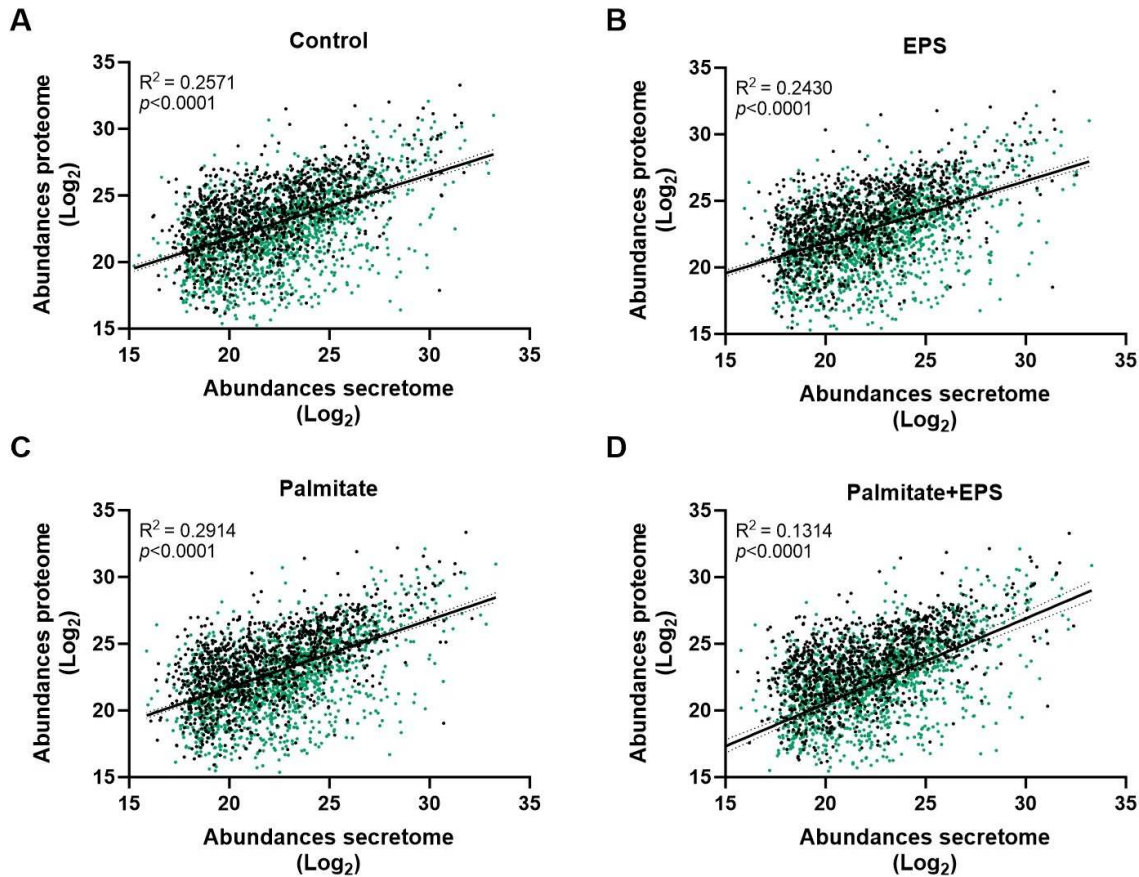 A
Control
R² = 0.2571
p<0.0001
Abundances proteome
(Log₂)
35
30
25
20
15
15 20 25 30 35
Abundances secretome
(Log₂)
B
EPS
R² = 0.2430
p<0.0001
Abundances proteome
(Log₂)
35
30
25
20
15
15 20 25 30 35
Abundances secretome
(Log₂)
C
Palmitate
R² = 0.2914
p<0.0001
Abundances proteome
(Log₂)
35
30
25
20
15
15 20 25 30 35
Abundances secretome
(Log₂)
D
Palmitate+EPS
R² = 0.1314
p<0.0001
Abundances proteome
(Log₂)
35
30
25
20
15
15 20 25 30 35
Abundances secretome
(Log₂)